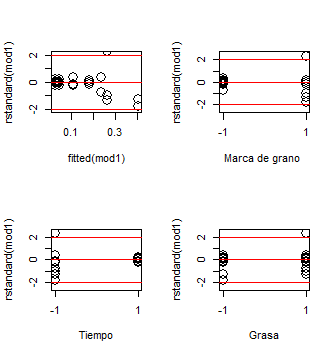 rstandard(mod1)
2
0
-2
0.1
0.3
fitted(mod1)
rstandard(mod1)
2
0
-2
-1
1
Marca de grano
rstandard(mod1)
2
0
-2
-1
1
Tiempo
rstandard(mod1)
2
0
-2
-1
1
Grasa